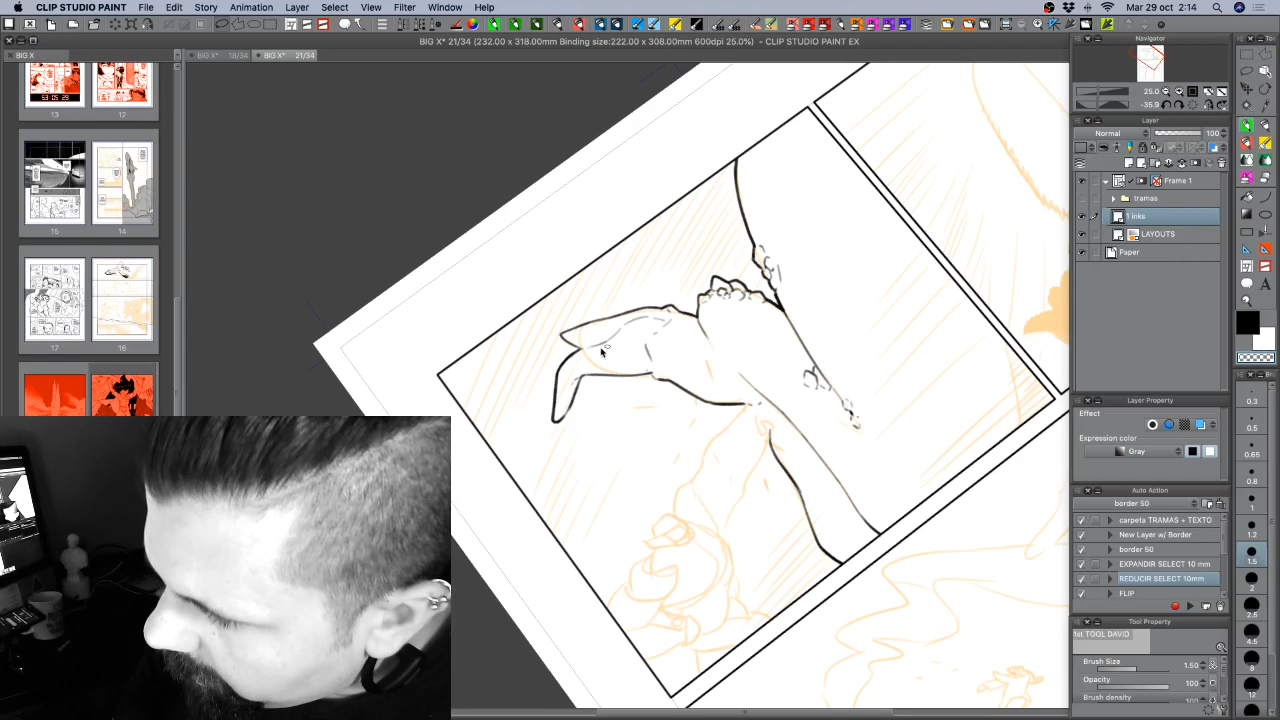 CLIP STUDIO PAINT File Edit Story Animation Layer Select View Filter Window Help Mar 29 oct 2:14
BIG X* 21/34 (232.00 x 318.00mm Binding size:222.00 x 308.00mm 600dpi 25.0%) - CLIP STUDIO PAINT EX
BIG X
BIG X* 18/34
BIG X* 21/34
53 05 29
13 12
15 14
17 16
Navigator
25.0
-35.9
Layer
Normal 100
Frame 1
tramas
1 inks
LAYOUTS
Paper
Layer Property
Effect
Expression color
Gray
Auto Action
border 50
carpeta TRAMAS + TEXTO
New Layer w/ Border
border 50
EXPANDIR SELECT 10 mm
REDUCIR SELECT 10mm
FLIP
Tool Property
1st TOOL DAVID
Brush Size 1.50
Opacity 100
Brush density 100
To
Br
0.3
0.5
0.65
0.8
1
1.2
1.5
2
2.5
4.5
8
12